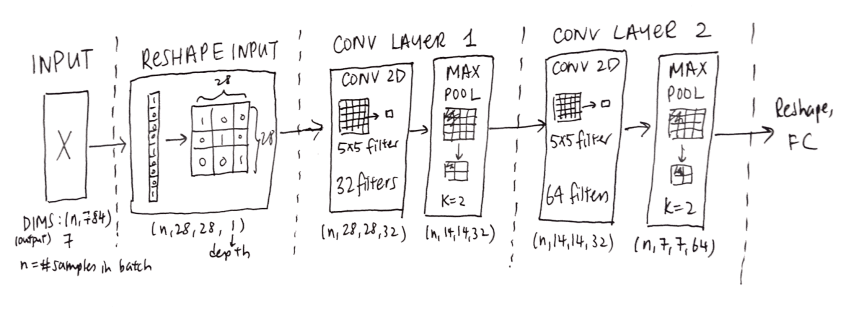 INPUT
X
DIMS: (n,784)
(output) 7
n = # samples in batch
RESHAPE INPUT
28
28
1 0 0
0 1 0
0 0 1
(n,28,28,1)
depth
CONV LAYER 1
CONV 2D
5x5 filter
32 filters
(n,28,28,32)
MAX
POOL
K=2
(n,14,14,32)
CONV LAYER 2
CONV 2D
5x5 filter
64 filters
(n,14,14,32)
MAX
POOL
K=2
(n,7,7,64)
Reshape,
FC